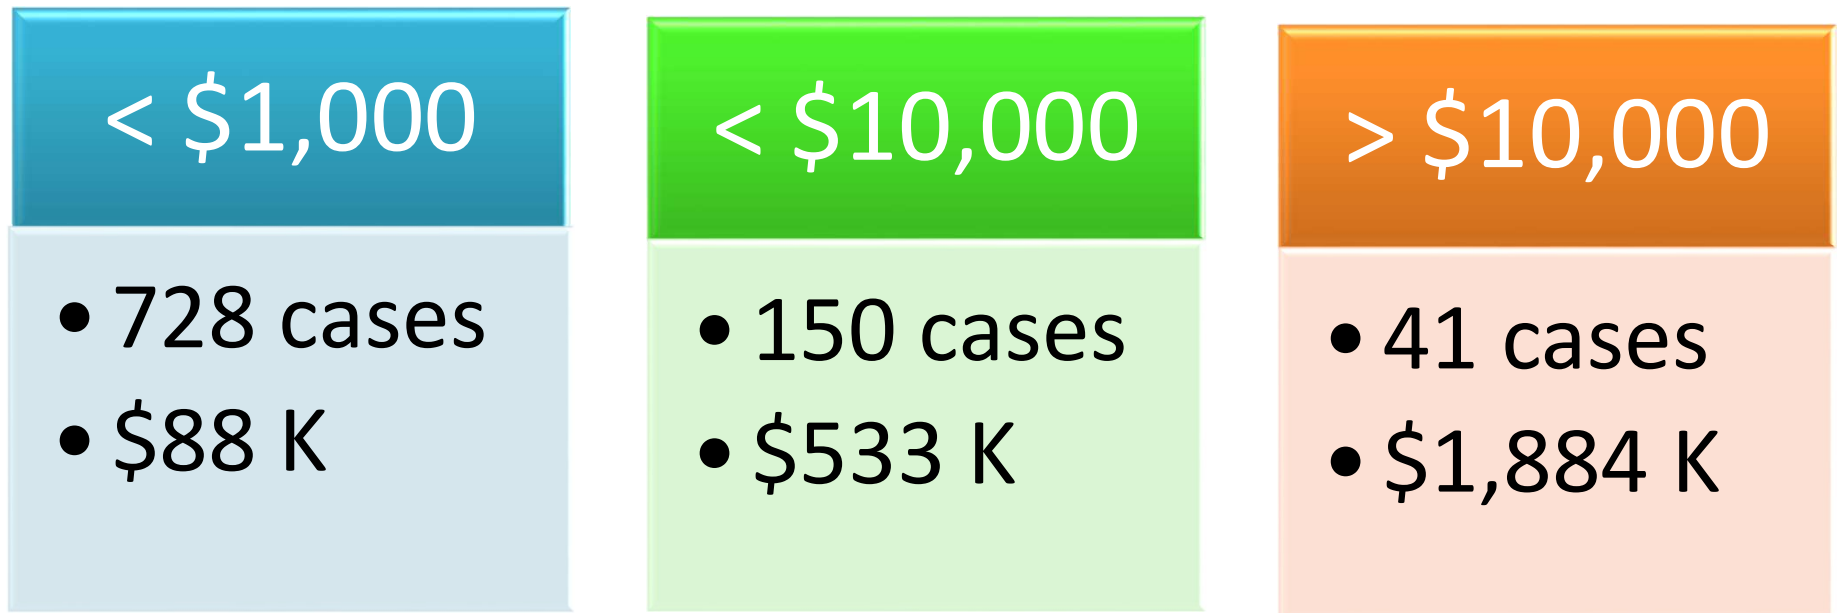 < $1,000
• 728 cases
• $88 K
< $10,000
• 150 cases
• $533 K
> $10,000
• 41 cases
• $1,884 K